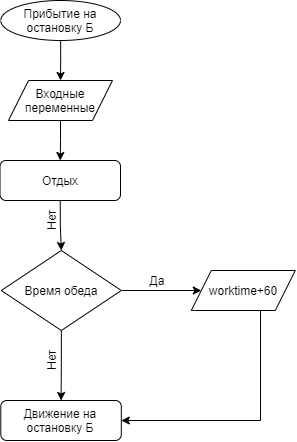 Прибытие на
остановку Б
Входные
переменные
Отдых
Нет
Время обеда
Да
worktime+60
Нет
Движение на
остановку Б